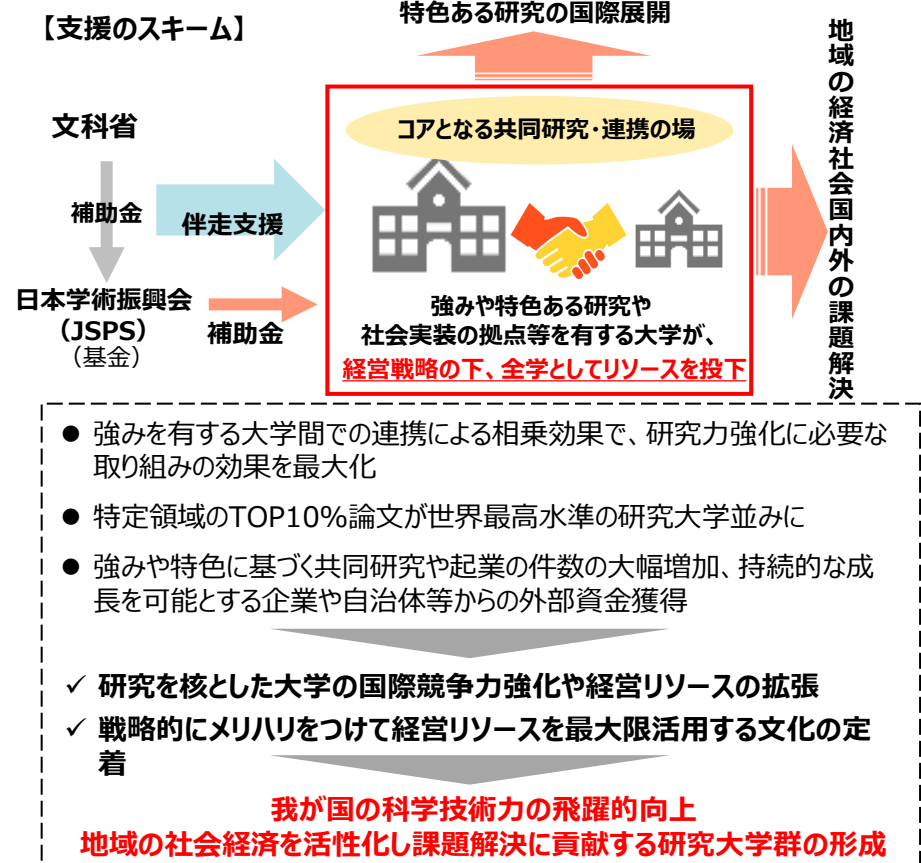 【支援のスキーム】
特色ある研究の国際展開
文科省
補助金
伴走支援
日本学術振興会
（JSPS）
（基金）
補助金
コアとなる共同研究・連携の場
強みや特色ある研究や
社会実装の拠点等を有する大学が、
経営戦略の下、全学としてリソースを投下
地域の経済社会国内外の課題解決
● 強みを有する大学間での連携による相乗効果で、研究力強化に必要な
取り組みの効果を最大化
● 特定領域のTOP10%論文が世界最高水準の研究大学並みに
● 強みや特色に基づく共同研究や起業の件数の大幅増加、持続的な成
長を可能とする企業や自治体等からの外部資金獲得
✓ 研究を核とした大学の国際競争力強化や経営リソースの拡張
✓ 戦略的にメリハリをつけて経営リソースを最大限活用する文化の定
着
我が国の科学技術力の飛躍的向上
地域の社会経済を活性化し課題解決に貢献する研究大学群の形成